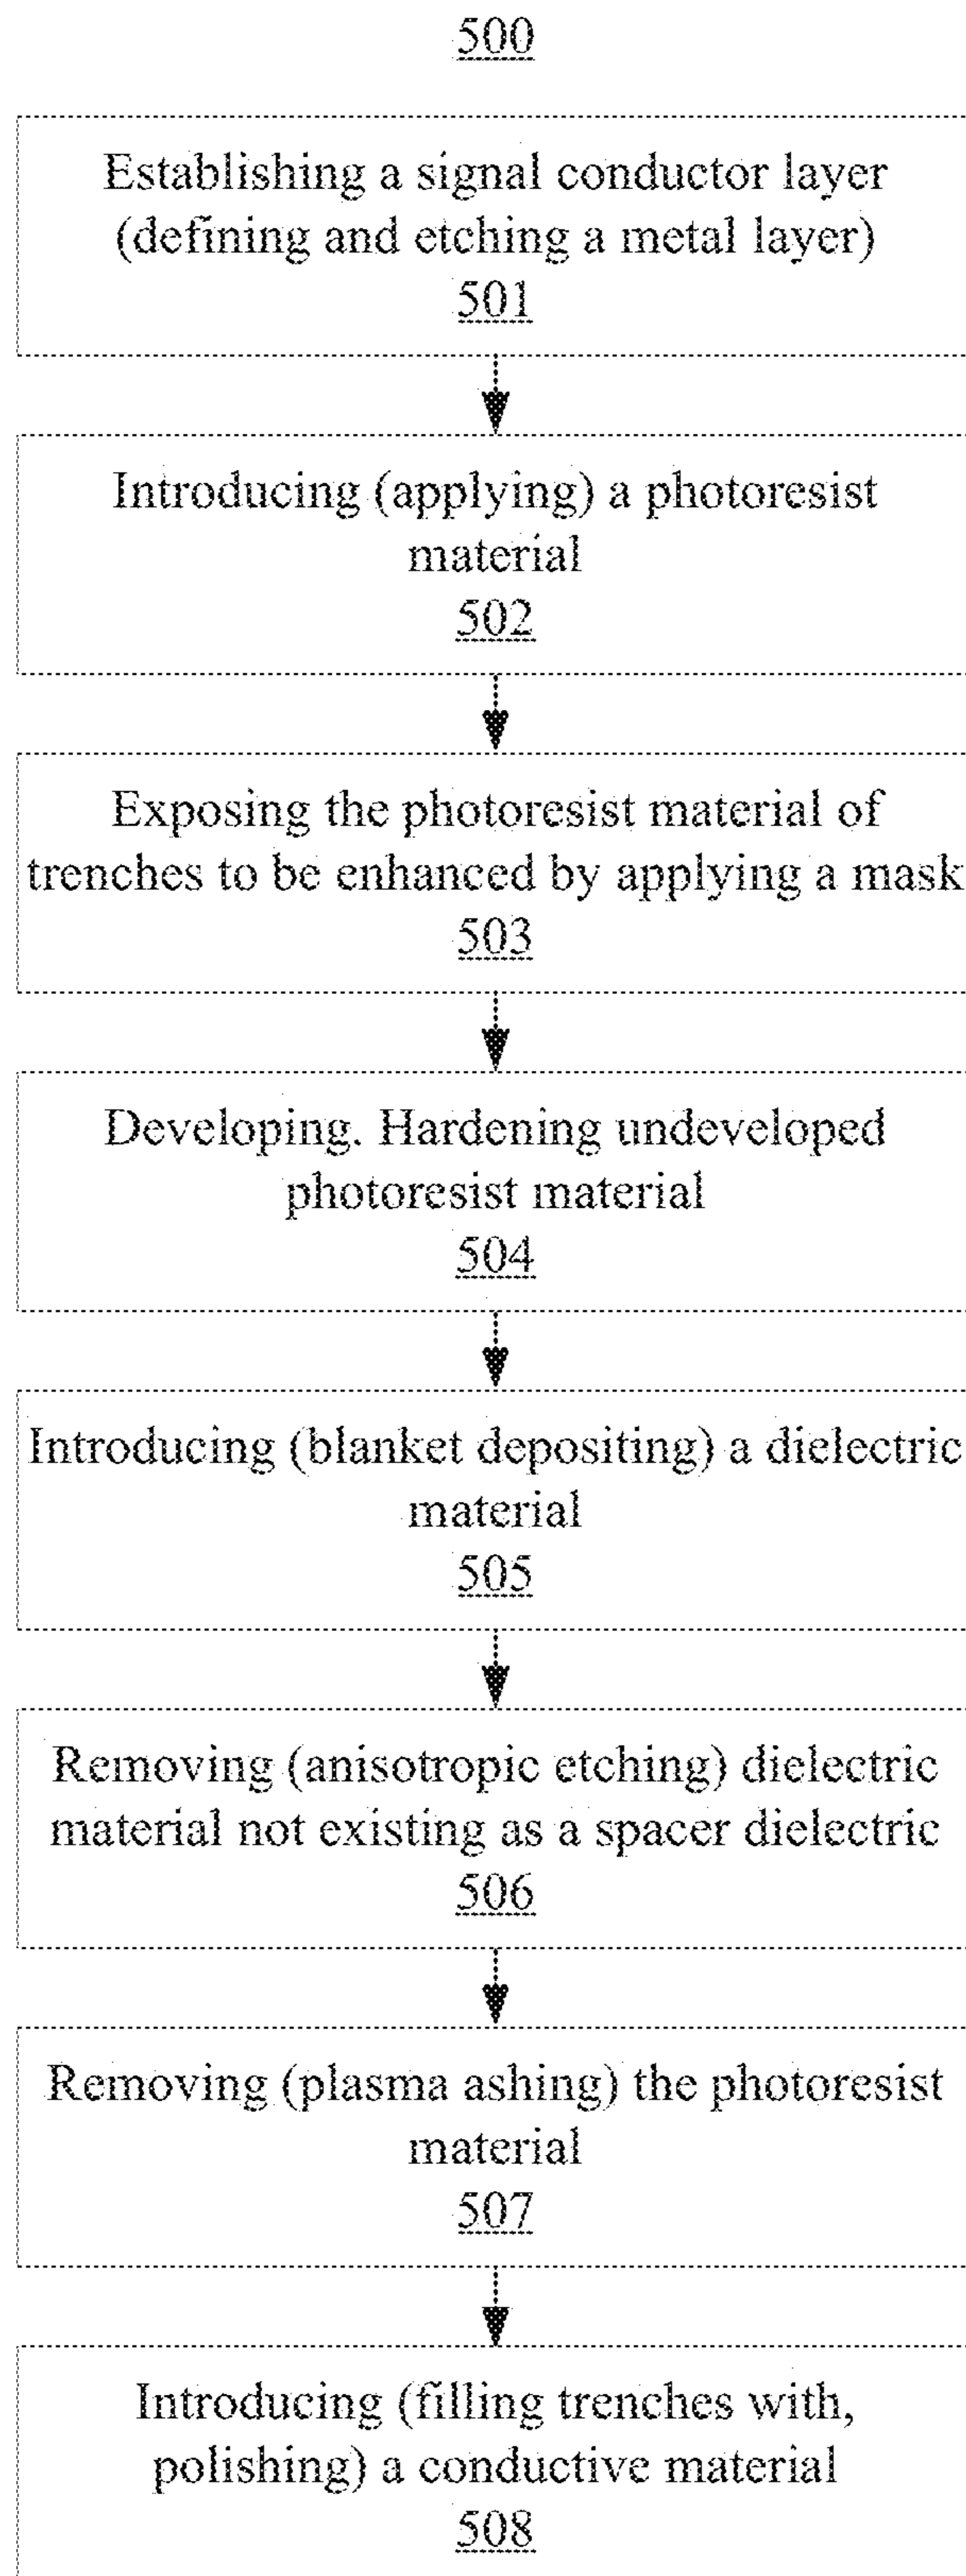 500
Establishing a signal conductor layer
(defining and etching a metal layer)
501
Introducing (applying) a photoresist
material
502
Exposing the photoresist material of
trenches to be enhanced by applying a mask
503
Developing. Hardening undeveloped
photoresist material
504
Introducing (blanket depositing) a dielectric
material
505
Removing (anisotropic etching) dielectric
material not existing as a spacer dielectric
506
Removing (plasma ashing) the photoresist
material
507
Introducing (filling trenches with,
polishing) a conductive material
508